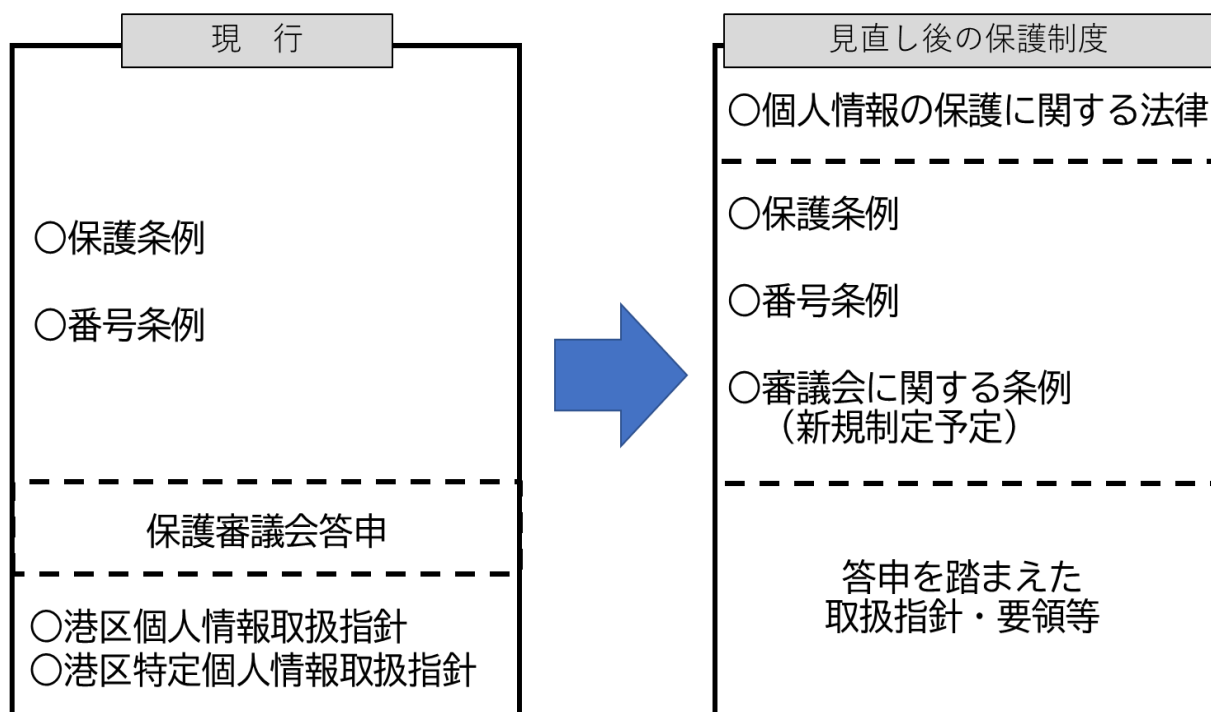 現　行
○保護条例
○番号条例
保護審議会答申
○港区個人情報取扱指針
○港区特定個人情報取扱指針
見直し後の保護制度
○個人情報の保護に関する法律
○保護条例
○番号条例
○審議会に関する条例
（新規制定予定）
答申を踏まえた
取扱指針・要領等